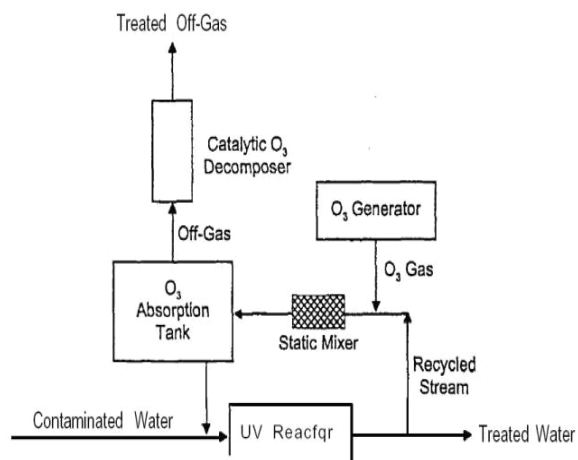 Treated Off-Gas
Catalytic O₃
Decomposer
O₃ Generator
Off-Gas
O₃ Gas
O₃
Absorption
Tank
Static Mixer
Recycled
Stream
Contaminated Water
UV Reacfqr
Treated Water